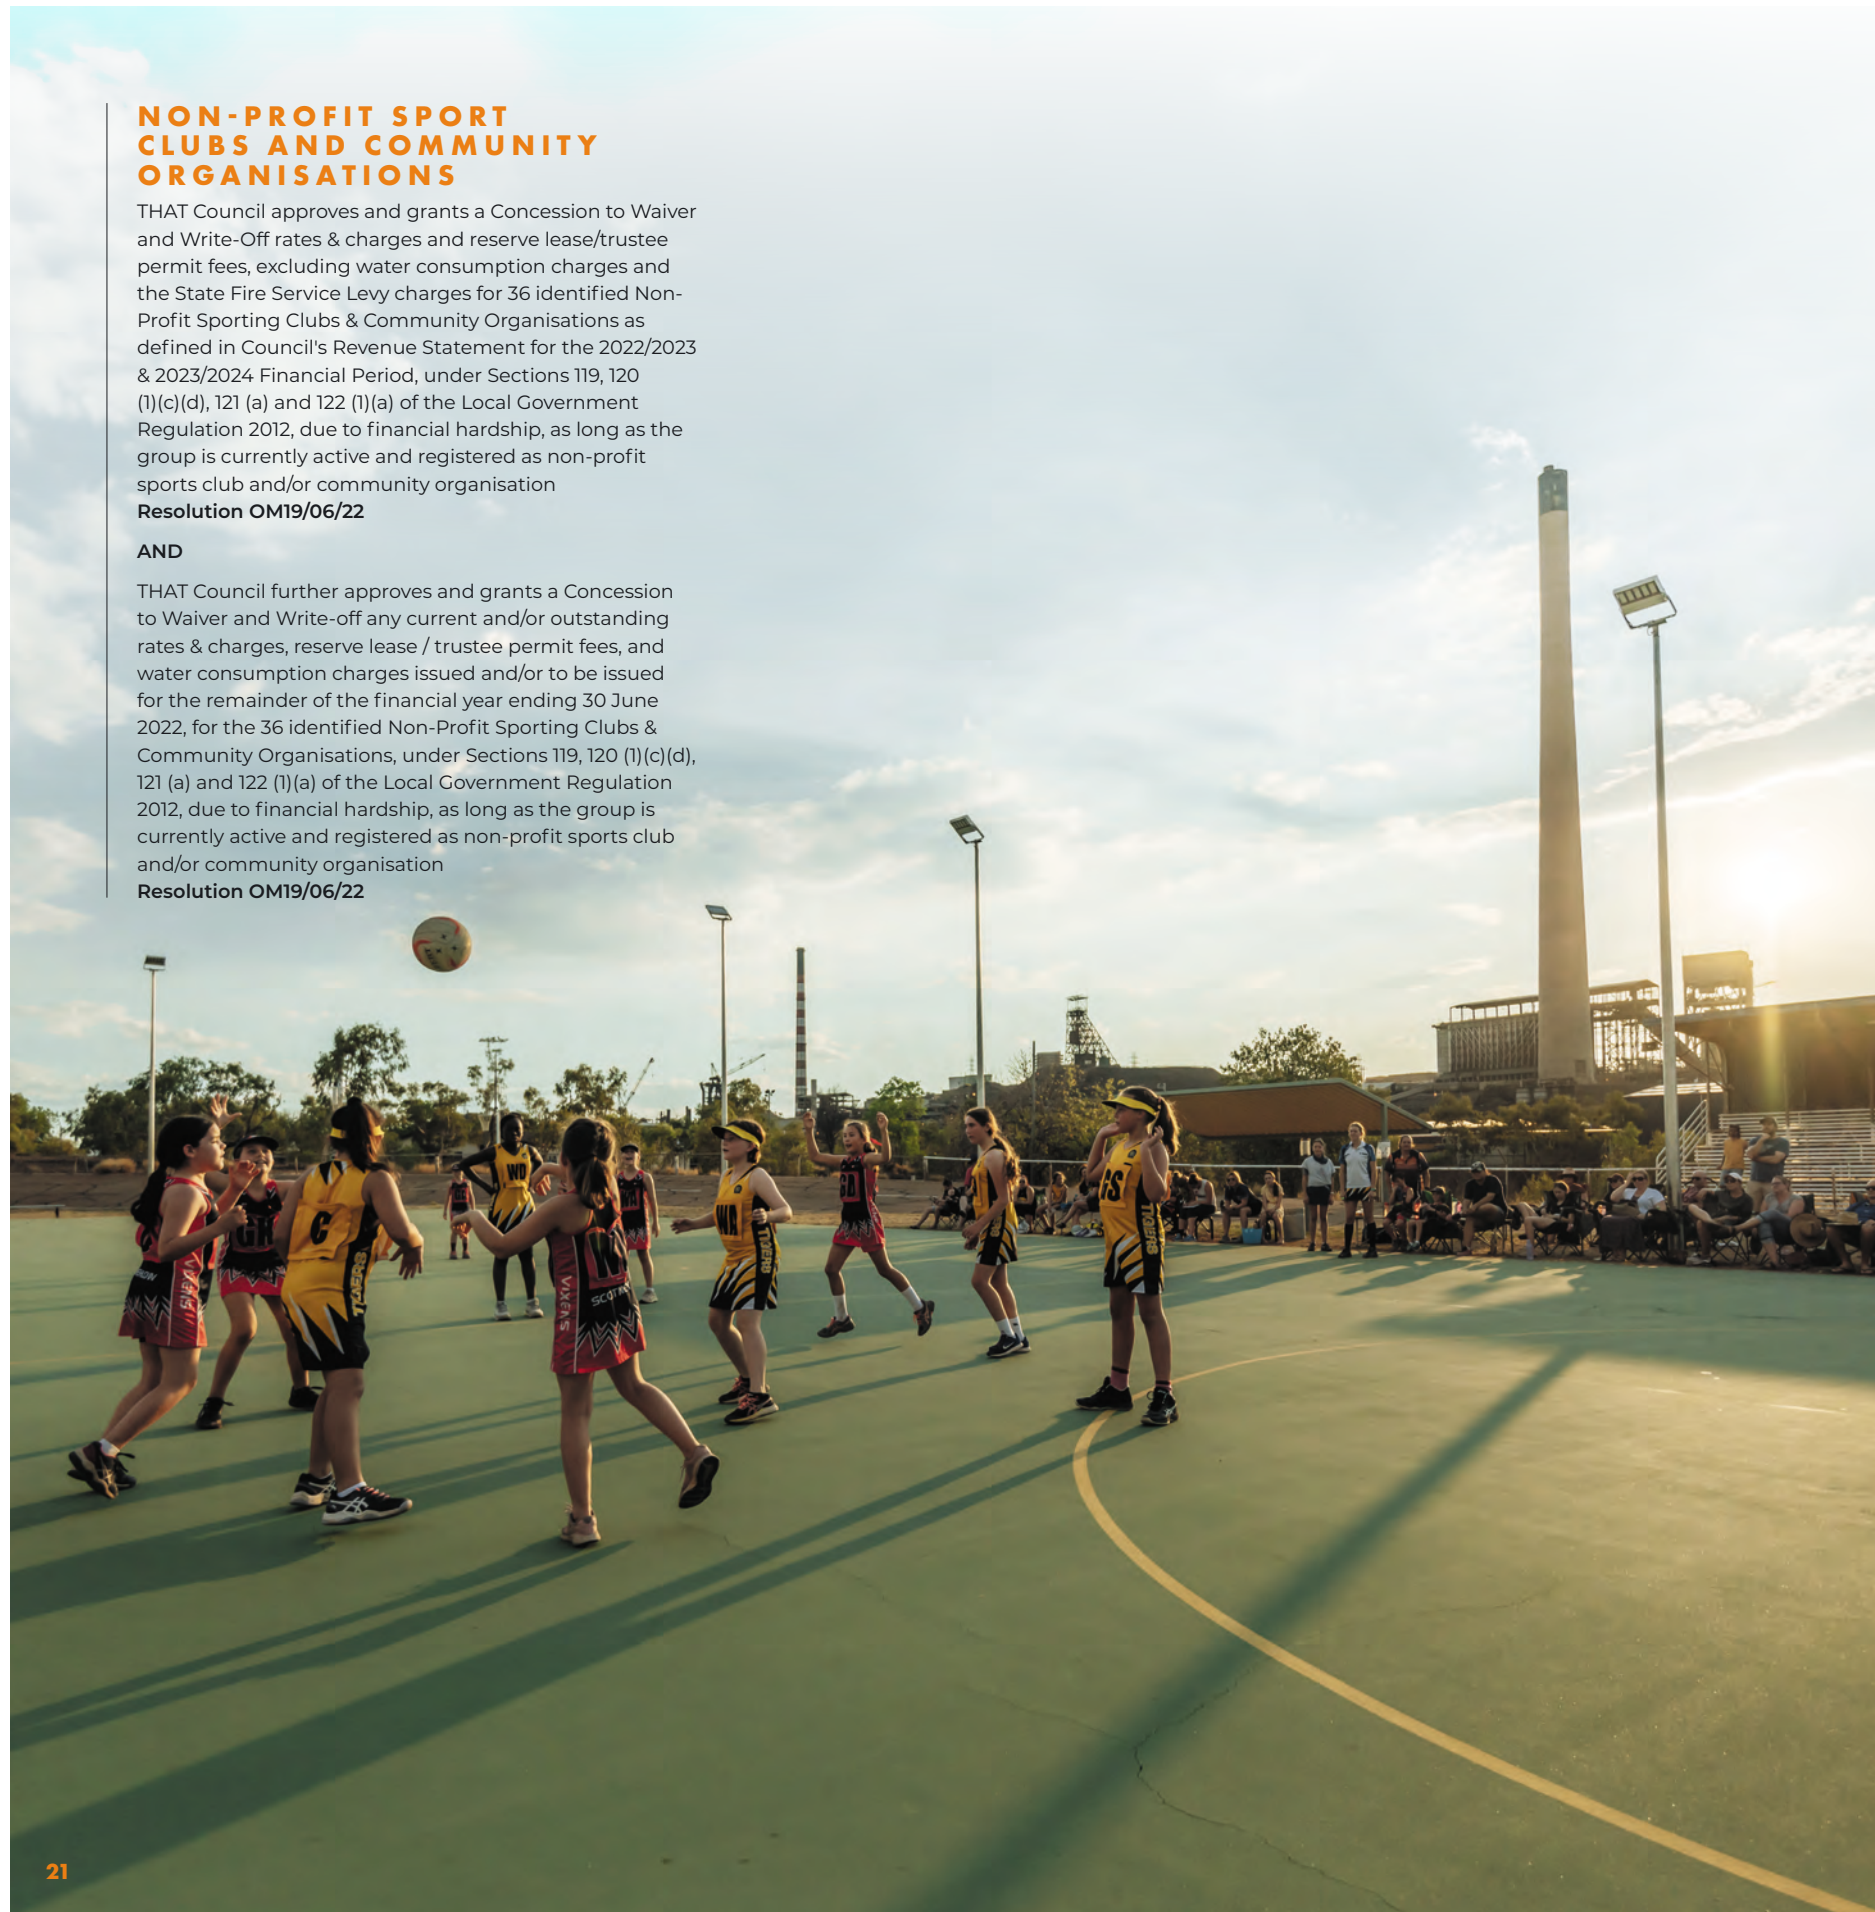 NON-PROFIT SPORT
CLUBS AND COMMUNITY
ORGANISATIONS
THAT Council approves and grants a Concession to Waiver
and Write-Off rates & charges and reserve lease/trustee
permit fees, excluding water consumption charges and
the State Fire Service Levy charges for 36 identified Non-
Profit Sporting Clubs & Community Organisations as
defined in Council's Revenue Statement for the 2022/2023
& 2023/2024 Financial Period, under Sections 119, 120
(1)(c)(d), 121 (a) and 122 (1)(a) of the Local Government
Regulation 2012, due to financial hardship, as long as the
group is currently active and registered as non-profit
sports club and/or community organisation
Resolution OM19/06/22
AND
THAT Council further approves and grants a Concession
to Waiver and Write-off any current and/or outstanding
rates & charges, reserve lease / trustee permit fees, and
water consumption charges issued and/or to be issued
for the remainder of the financial year ending 30 June
2022, for the 36 identified Non-Profit Sporting Clubs &
Community Organisations, under Sections 119, 120 (1)(c)(d),
121 (a) and 122 (1)(a) of the Local Government Regulation
2012, due to financial hardship, as long as the group is
currently active and registered as non-profit sports club
and/or community organisation
Resolution OM19/06/22
WD
C
TIGERS
VIXENS
WA
TIGERS
GD
GS
TIGERS
21